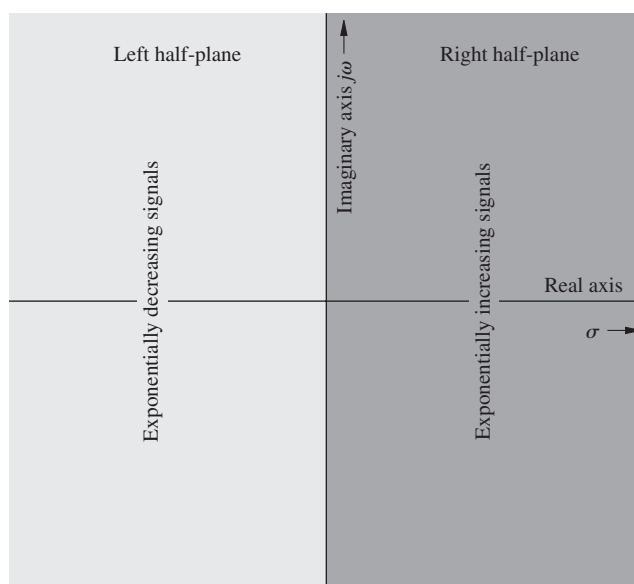 Left half-plane
Right half-plane
Imaginary axis jω
Exponentially decreasing signals
Exponentially increasing signals
Real axis
σ